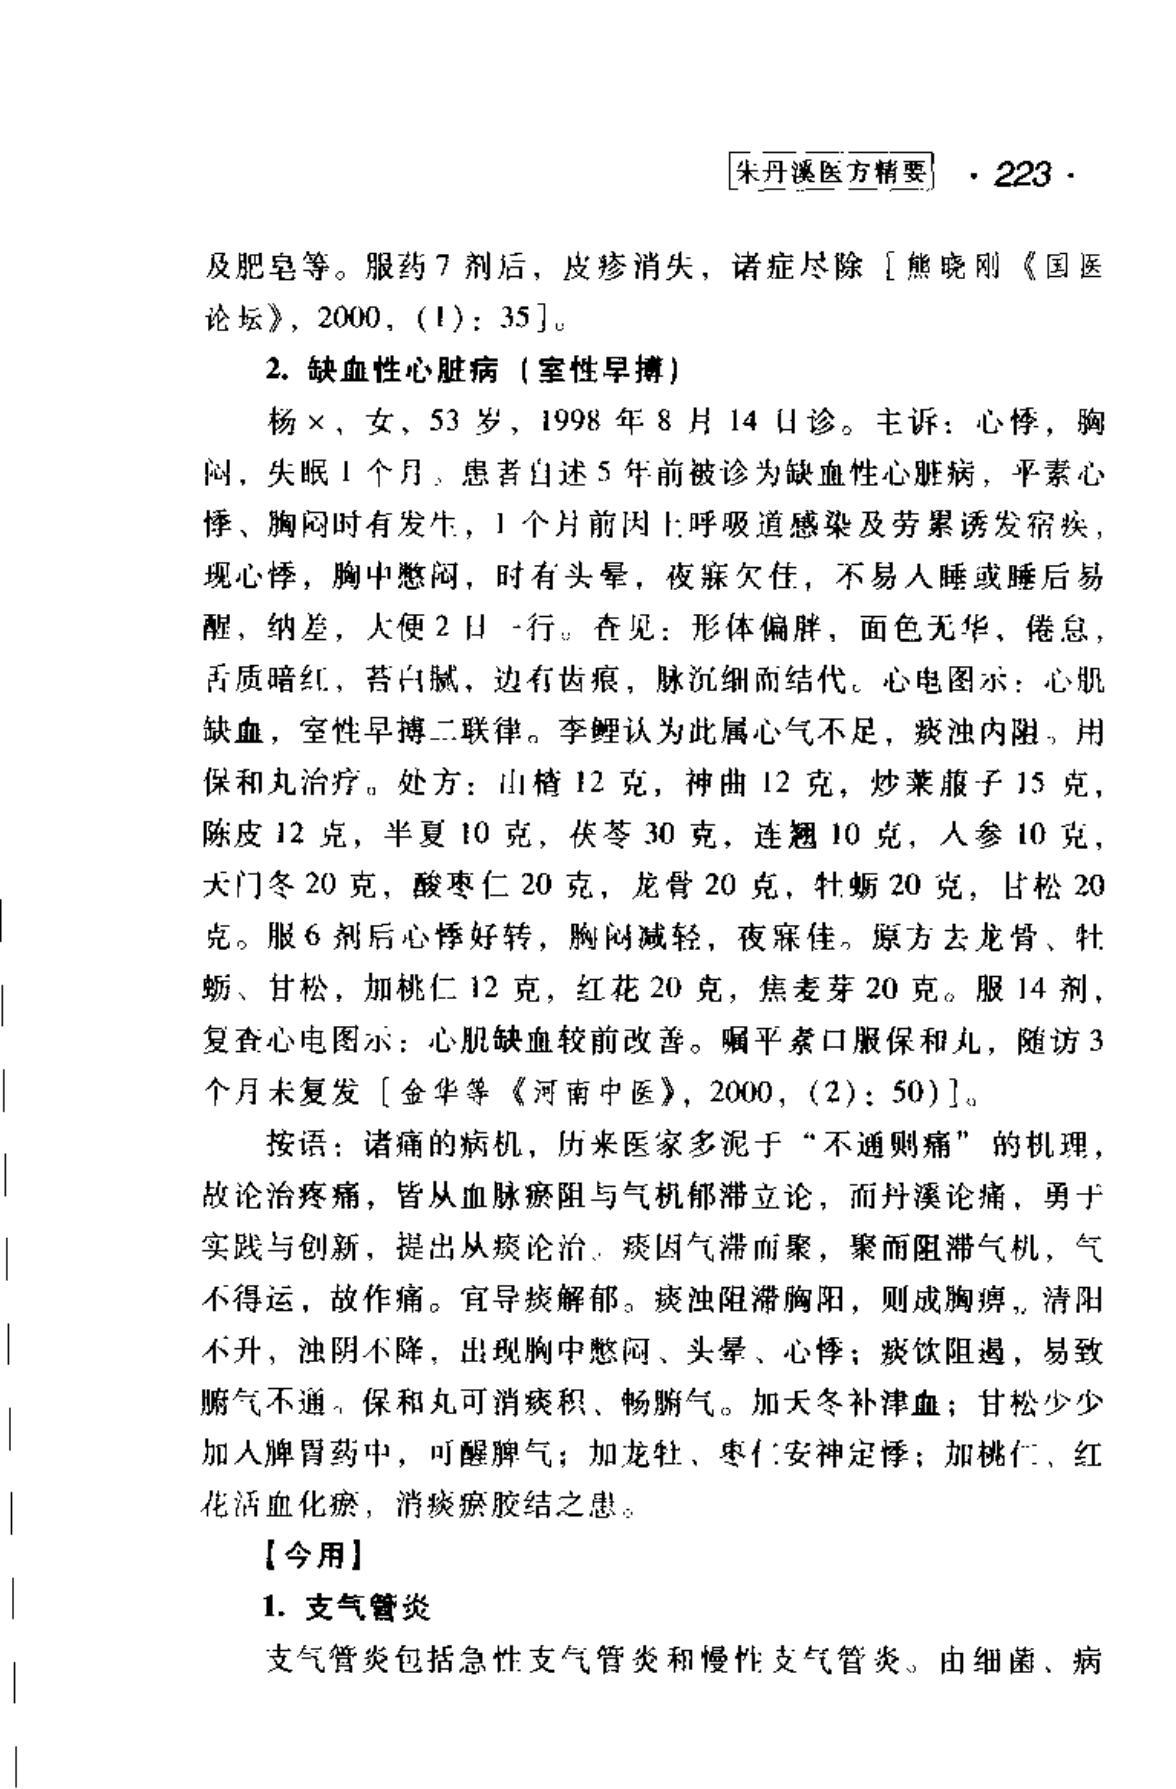 朱丹溪医方精要 · 223 ·
及肥皂等。服药 7 剂后，皮疹消失，诸症尽除［熊晓刚《国医
论坛》，2000，(1)：35］。
2. 缺血性心脏病（室性早搏）
杨×，女、53 岁，1998 年 8 月 14 日诊。主诉：心悸，胸
闷，失眠 1 个月。患者自述 5 年前被诊为缺血性心脏病，平素心
悸、胸闷时有发生，1 个月前因上呼吸道感染及劳累诱发宿疾，
现心悸，胸中憋闷，时有头晕，夜寐欠佳，不易入睡或睡后易
醒，纳差，大便 2 日一行。查见：形体偏胖，面色无华，倦怠，
舌质暗红，苔白腻，边有齿痕，脉沉细而结代。心电图示：心肌
缺血，室性早搏二联律。李鲤认为此属心气不足，痰浊内阻。用
保和丸治疗。处方：山楂 12 克，神曲 12 克，炒莱菔子 15 克，
陈皮 12 克，半夏 10 克，茯苓 30 克，连翘 10 克，人参 10 克，
天门冬 20 克，酸枣仁 20 克，龙骨 20 克，牡蛎 20 克，甘松 20
克。服 6 剂后心悸好转，胸闷减轻，夜寐佳。原方去龙骨、牡
蛎、甘松，加桃仁 12 克，红花 20 克，焦麦芽 20 克。服 14 剂，
复查心电图示：心肌缺血较前改善。嘱平素口服保和丸，随访 3
个月未复发［金华等《河南中医》，2000，(2)：50)］。
按语：诸痛的病机，历来医家多泥于“不通则痛”的机理，
故论治疼痛，皆从血脉瘀阻与气机郁滞立论，而丹溪论痛，勇于
实践与创新，提出从痰论治。痰因气滞而聚，聚而阻滞气机，气
不得运，故作痛。宜导痰解郁。痰浊阻滞胸阳，则成胸痹。清阳
不升，浊阴不降，出现胸中憋闷、头晕、心悸；痰饮阻遏，易致
腑气不通。保和丸可消痰积、畅腑气。加天冬补津血；甘松少少
加入脾胃药中，可醒脾气；加龙牡、枣仁安神定悸；加桃仁、红
花活血化瘀，消痰瘀胶结之患。
【今用】
1. 支气管炎
支气管炎包括急性支气管炎和慢性支气管炎。由细菌、病